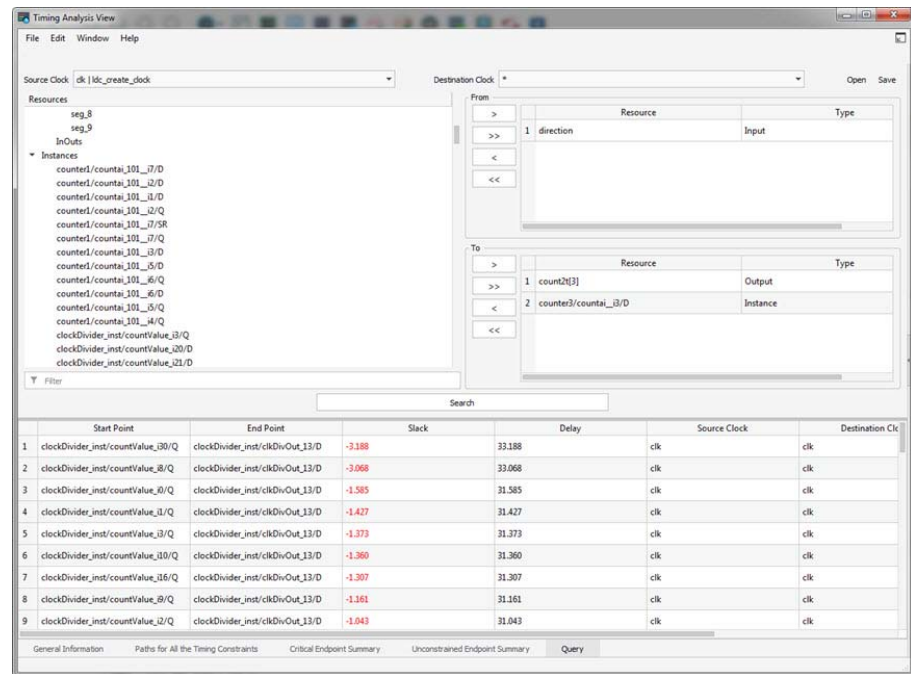 Timing Analysis View
File Edit Window Help
Source Clock clk | ldc_create_clock Destination Clock * Open Save
Resources
seg_8
seg_9
InOuts
Instances
counter1/countai_101__i7/D
counter1/countai_101__i2/D
counter1/countai_101__i1/D
counter1/countai_101__i2/Q
counter1/countai_101__i7/SR
counter1/countai_101__i7/Q
counter1/countai_101__i3/D
counter1/countai_101__i5/D
counter1/countai_101__i6/Q
counter1/countai_101__i6/D
counter1/countai_101__i5/Q
counter1/countai_101__i4/Q
clockDivider_inst/countValue_i3/Q
clockDivider_inst/countValue_i20/D
clockDivider_inst/countValue_i21/D
Filter
From
> >> < <<
Resource Type
1 direction Input
To
> >> < <<
Resource Type
1 count2t[3] Output
2 counter3/countai__i3/D Instance
Search
Start Point End Point Slack Delay Source Clock Destination Clc
1 clockDivider_inst/countValue_i30/Q clockDivider_inst/clkDivOut_13/D -3.188 33.188 clk clk
2 clockDivider_inst/countValue_i8/Q clockDivider_inst/clkDivOut_13/D -3.068 33.068 clk clk
3 clockDivider_inst/countValue_i0/Q clockDivider_inst/clkDivOut_13/D -1.585 31.585 clk clk
4 clockDivider_inst/countValue_i1/Q clockDivider_inst/clkDivOut_13/D -1.427 31.427 clk clk
5 clockDivider_inst/countValue_i3/Q clockDivider_inst/clkDivOut_13/D -1.373 31.373 clk clk
6 clockDivider_inst/countValue_i10/Q clockDivider_inst/clkDivOut_13/D -1.360 31.360 clk clk
7 clockDivider_inst/countValue_i16/Q clockDivider_inst/clkDivOut_13/D -1.307 31.307 clk clk
8 clockDivider_inst/countValue_i9/Q clockDivider_inst/clkDivOut_13/D -1.161 31.161 clk clk
9 clockDivider_inst/countValue_i2/Q clockDivider_inst/clkDivOut_13/D -1.043 31.043 clk clk
General Information Paths for All the Timing Constraints Critical Endpoint Summary Unconstrained Endpoint Summary Query